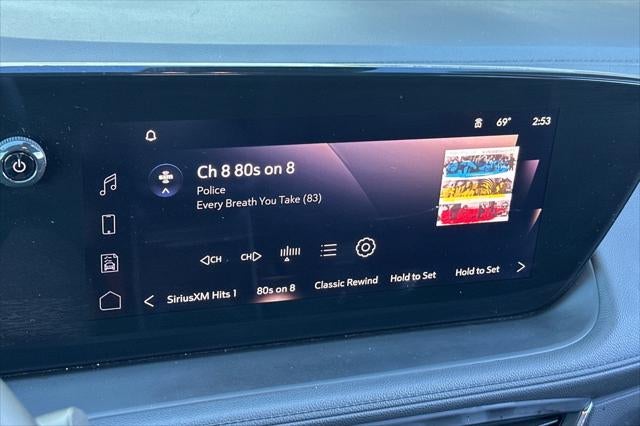 69° 2:53
Ch 8 80s on 8
Police
Every Breath You Take (83)
CH CH
SiriusXM Hits 1 80s on 8 Classic Rewind Hold to Set Hold to Set